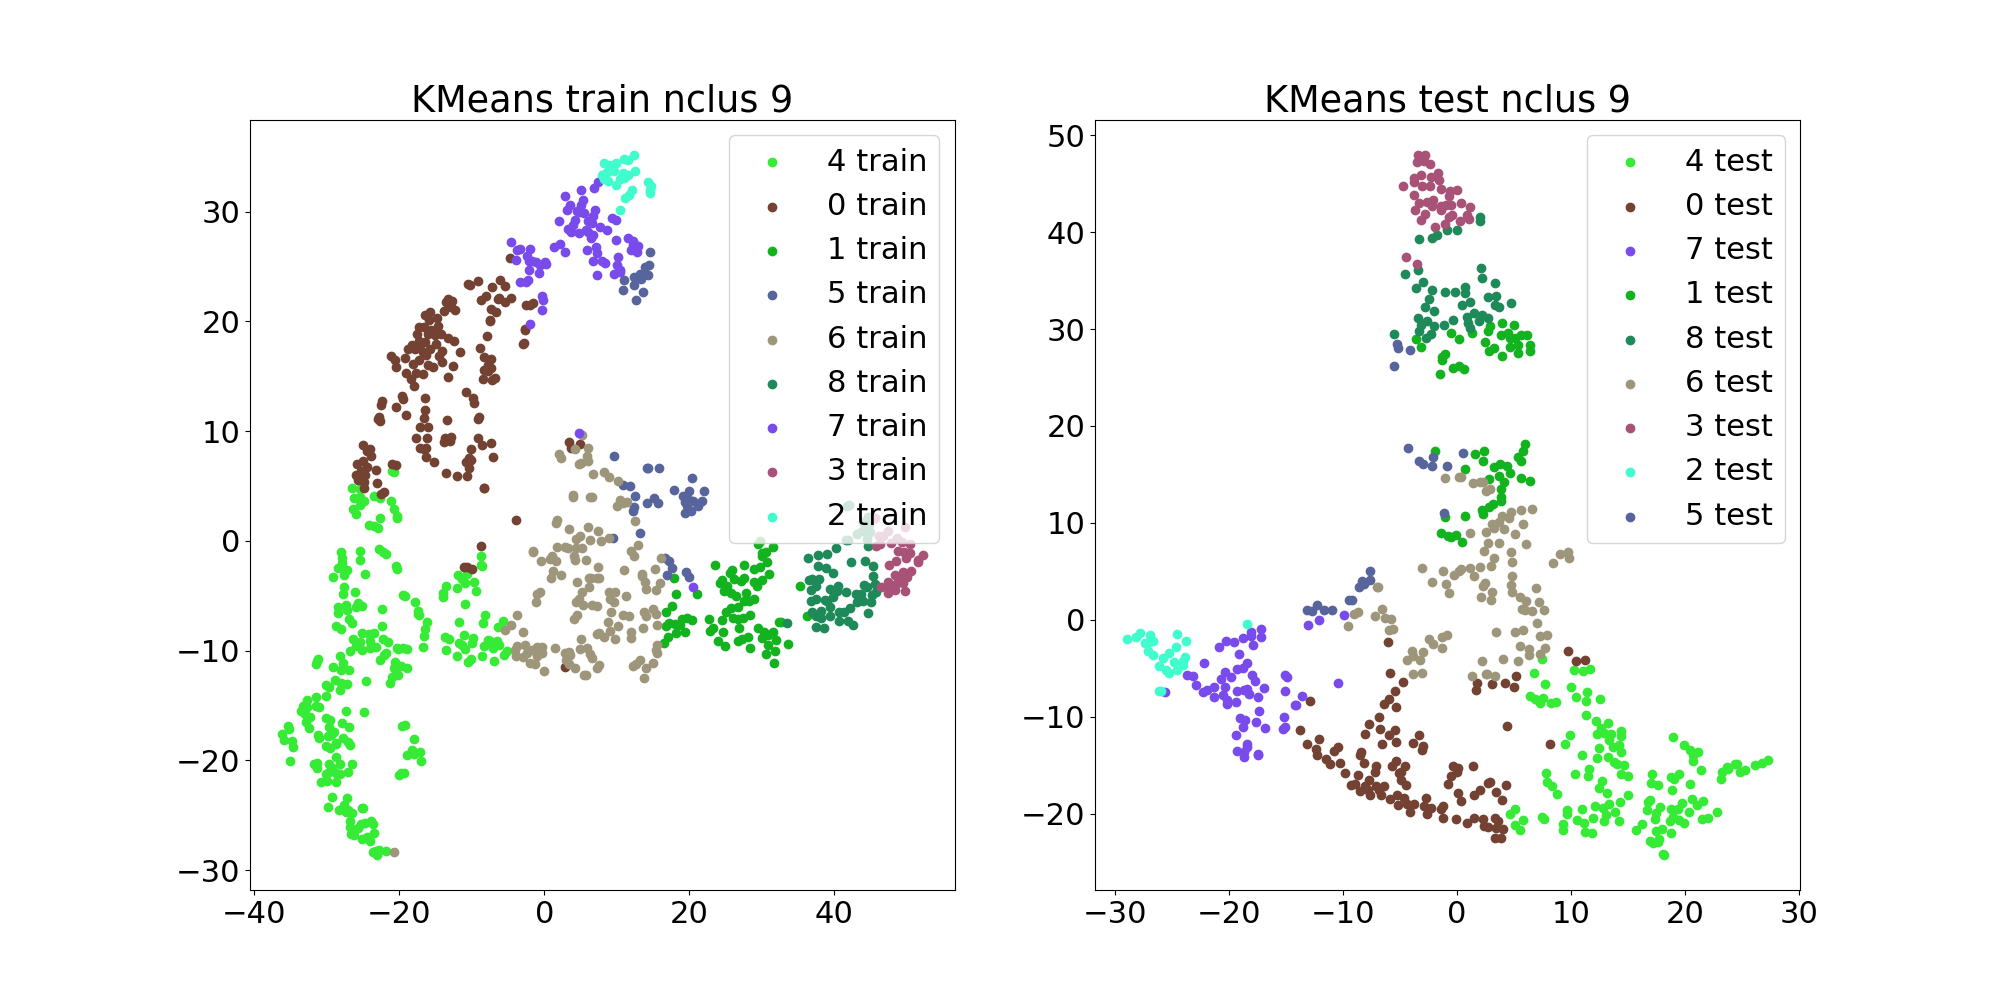 KMeans train nclus 9
30
20
10
0
−10
−20
−30
−40
−20
0
20
40
4 train
0 train
1 train
5 train
6 train
8 train
7 train
3 train
2 train
KMeans test nclus 9
50
40
30
20
10
0
−10
−20
−30
−20
−10
0
10
20
30
4 test
0 test
7 test
1 test
8 test
6 test
3 test
2 test
5 test